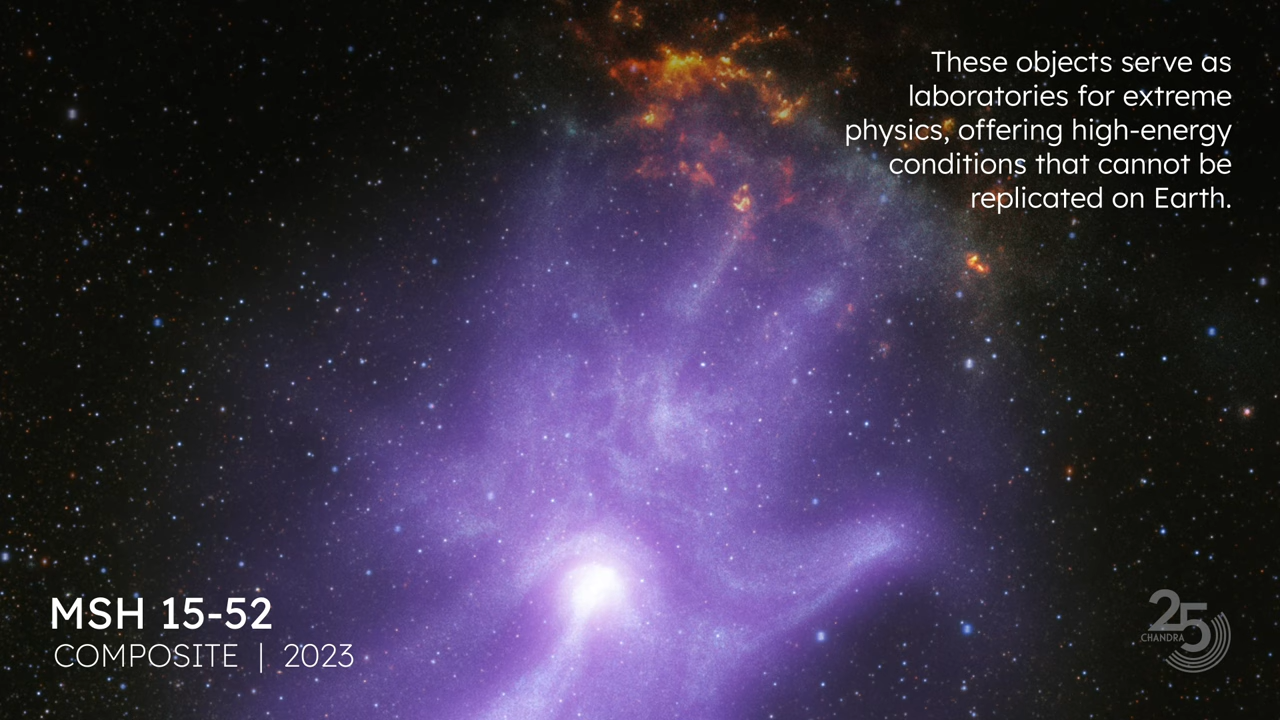 These objects serve as
laboratories for extreme
physics, offering high-energy
conditions that cannot be
replicated on Earth.
MSH 15-52
COMPOSITE | 2023
25
CHANDRA